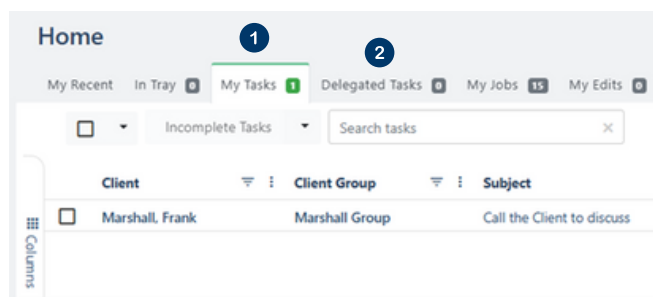 Home
1
2
My Recent In Tray 0 My Tasks 1 Delegated Tasks 0 My Jobs 15 My Edits 0
Incomplete Tasks Search tasks
Client Client Group Subject
Marshall, Frank Marshall Group Call the Client to discuss
Columns